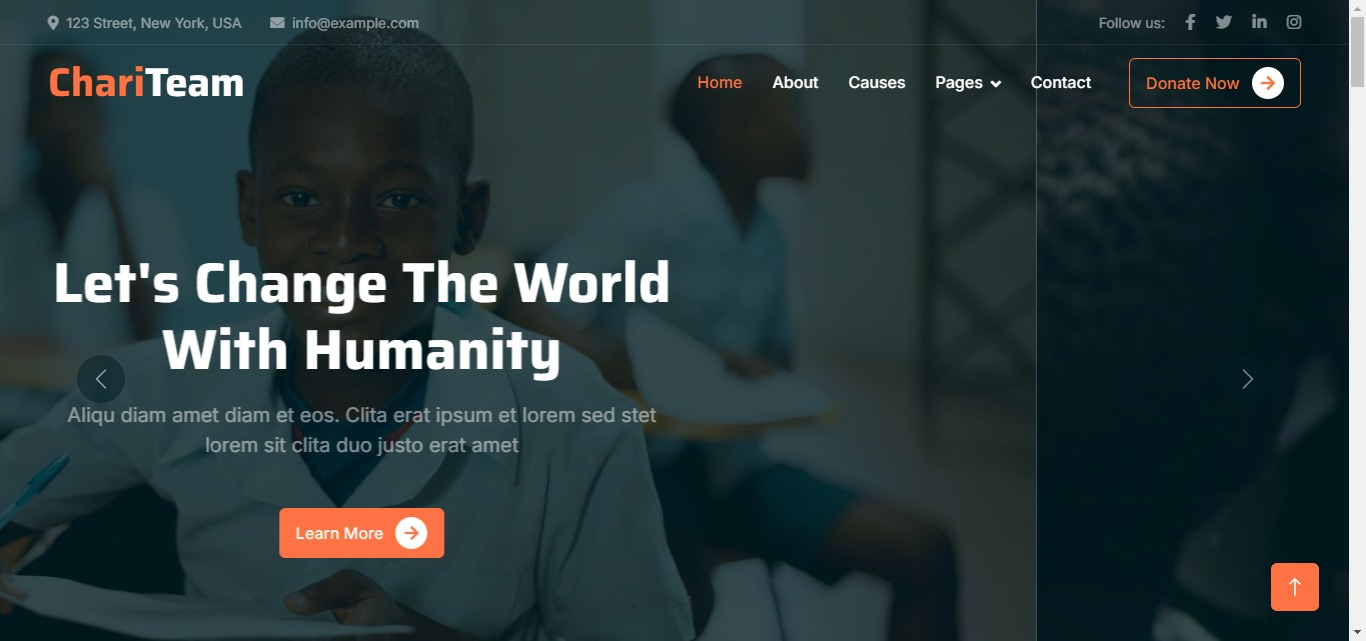 123 Street, New York, USA info@example.com Follow us:
ChariTeam Home About Causes Pages Contact Donate Now
Let's Change The World
With Humanity
Aliqu diam amet diam et eos. Clita erat ipsum et lorem sed stet
lorem sit clita duo justo erat amet
Learn More